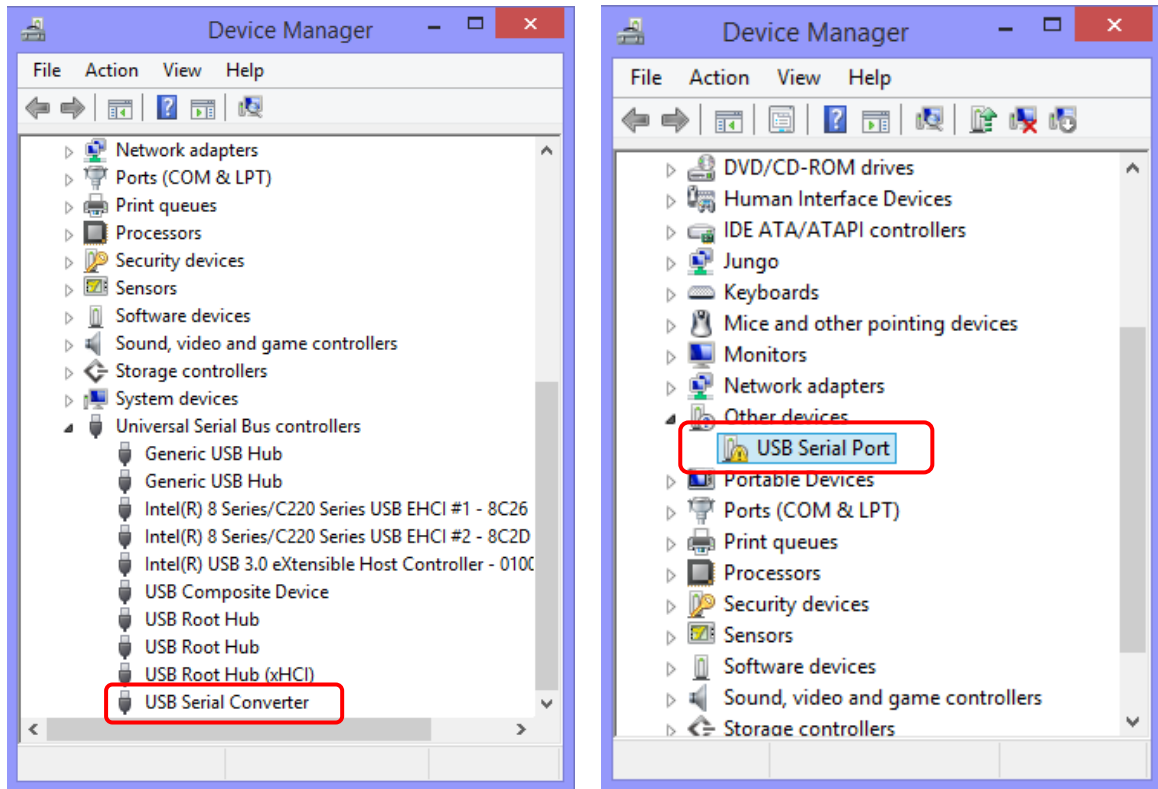 Device Manager
File Action View Help
Network adapters
Ports (COM & LPT)
Print queues
Processors
Security devices
Sensors
Software devices
Sound, video and game controllers
Storage controllers
System devices
Universal Serial Bus controllers
Generic USB Hub
Generic USB Hub
Intel(R) 8 Series/C220 Series USB EHCI #1 - 8C26
Intel(R) 8 Series/C220 Series USB EHCI #2 - 8C2D
Intel(R) USB 3.0 eXtensible Host Controller - 010
USB Composite Device
USB Root Hub
USB Root Hub
USB Root Hub (xHCI)
USB Serial Converter
Device Manager
File Action View Help
DVD/CD-ROM drives
Human Interface Devices
IDE ATA/ATAPI controllers
Jungo
Keyboards
Mice and other pointing devices
Monitors
Network adapters
Other devices
USB Serial Port
Portable Devices
Ports (COM & LPT)
Print queues
Processors
Security devices
Sensors
Software devices
Sound, video and game controllers
Storage controllers